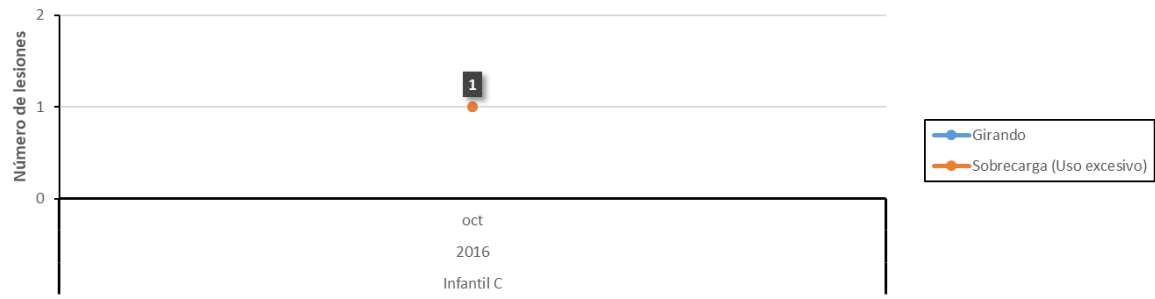 Número de lesiones
2
1
0
1
oct
2016
Infantil C
Girando
Sobrecarga (Uso excesivo)